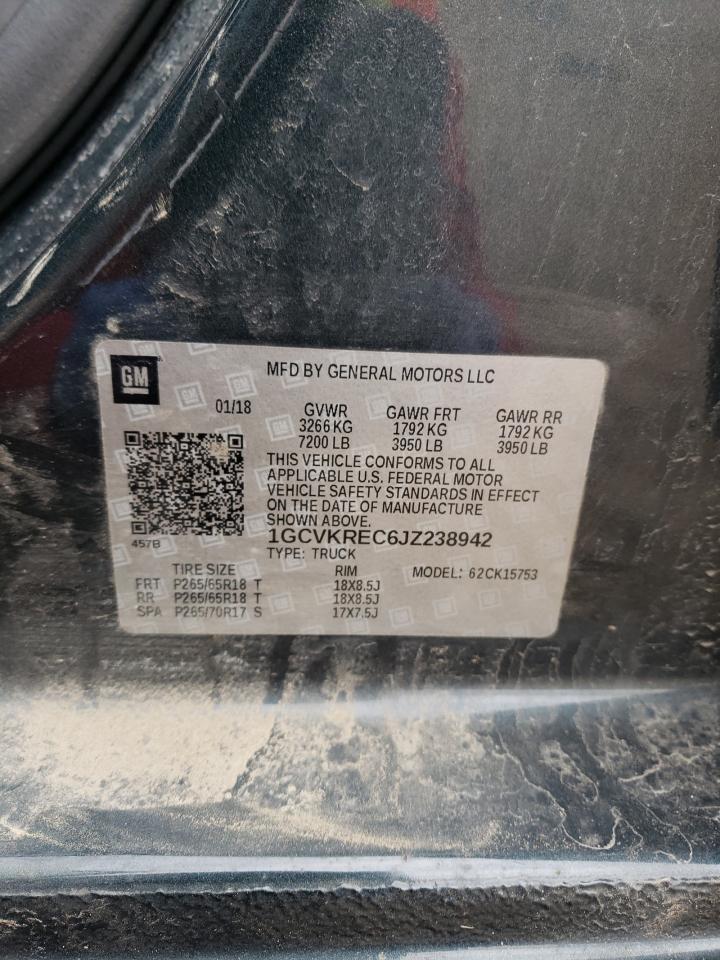 GM
MFD BY GENERAL MOTORS LLC
01/18 GVWR GAWR FRT GAWR RR
3266 KG 1792 KG 1792 KG
7200 LB 3950 LB 3950 LB
THIS VEHICLE CONFORMS TO ALL
APPLICABLE U.S. FEDERAL MOTOR
VEHICLE SAFETY STANDARDS IN EFFECT
ON THE DATE OF MANUFACTURE
SHOWN ABOVE.
457B 1GCVKREC6JZ238942
TYPE: TRUCK
TIRE SIZE RIM MODEL: 62CK15753
FRT P265/65R18 T 18X8.5J
RR P265/65R18 T 18X8.5J
SPA P265/70R17 S 17X7.5J